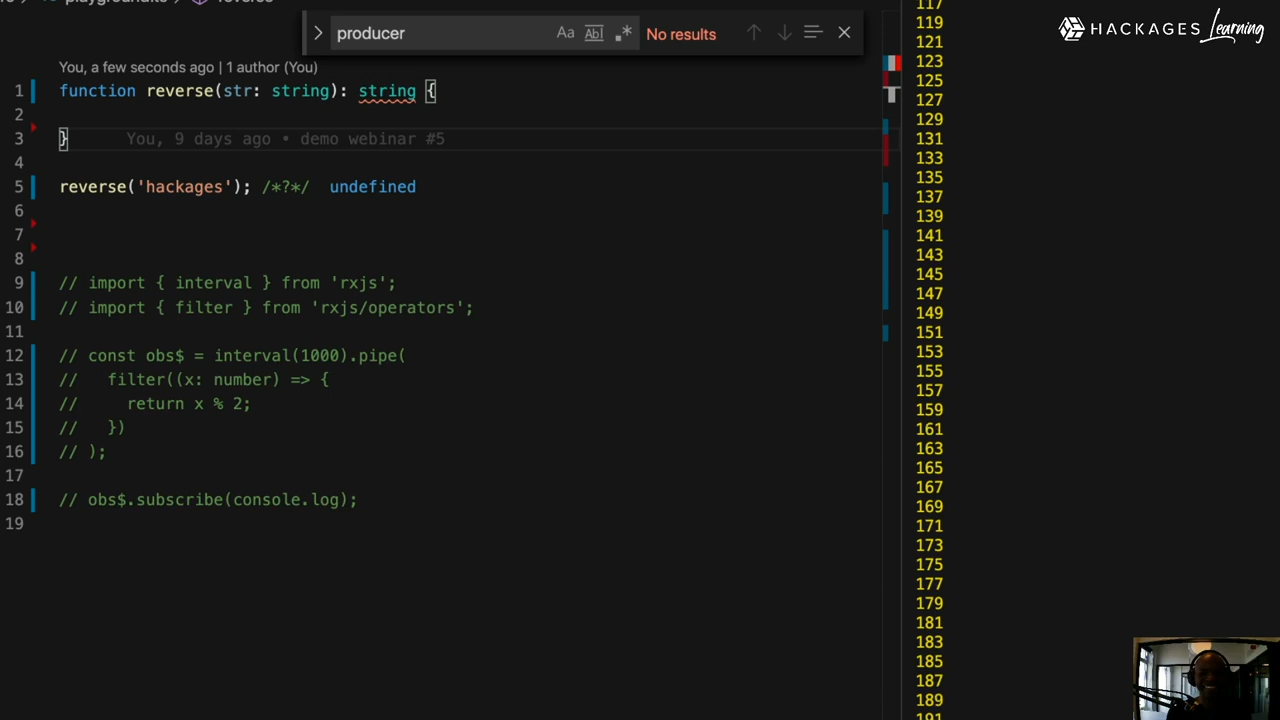 producer
Aa
Abl
.*
No results
HACKAGES Learning
You, a few seconds ago | 1 author (You)
1 function reverse(str: string): string {
2
3 } You, 9 days ago • demo webinar #5
4
5 reverse('hackages'); /*?*/ undefined
6
7
8
9 // import { interval } from 'rxjs';
10 // import { filter } from 'rxjs/operators';
11
12 // const obs$ = interval(1000).pipe(
13 //   filter((x: number) => {
14 //     return x % 2;
15 //   })
16 // );
17
18 // obs$.subscribe(console.log);
19
117
119
121
123
125
127
129
131
133
135
137
139
141
143
145
147
149
151
153
155
157
159
161
163
165
167
169
171
173
175
177
179
181
183
185
187
189
191